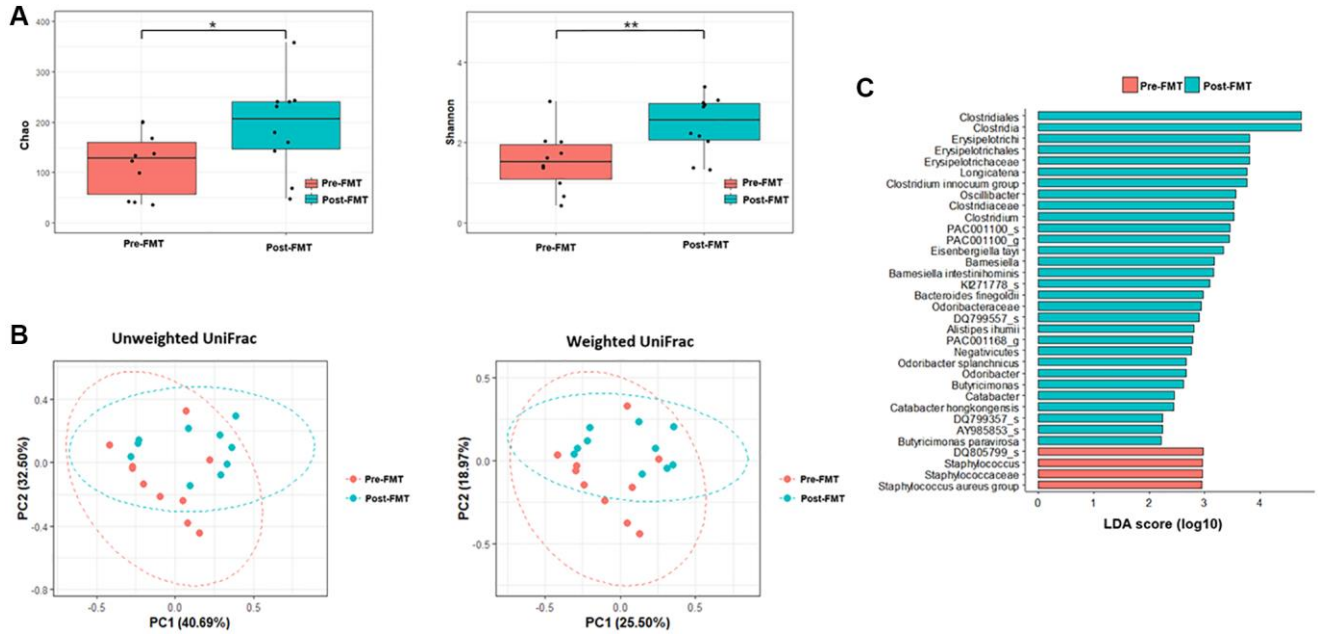 A
*
400
300
200
100
0
Chao
Pre-FMT
Post-FMT
Pre-FMT
Post-FMT
**
4
2
0
Shannon
Pre-FMT
Post-FMT
Pre-FMT
Post-FMT
B
Unweighted UniFrac
0.4
0.0
-0.4
-0.8
PC2 (32.50%)
-0.5
0.0
0.5
PC1 (40.69%)
Pre-FMT
Post-FMT
Weighted UniFrac
0.5
0.0
-0.5
PC2 (18.97%)
-0.5
0.0
0.5
PC1 (25.50%)
Pre-FMT
Post-FMT
C
Pre-FMT
Post-FMT
Clostridiales
Clostridia
Erysipelotrichi
Erysipelotrichales
Erysipelotrichaceae
Longicatena
Clostridium innocuum group
Oscillibacter
Clostridiaceae
Clostridium
PAC001100_s
PAC001100_g
Eisenbergiella tayi
Barnesiella
Barnesiella intestinihominis
KI271778_s
Bacteroides finegoldii
Odoribacteraceae
DQ799557_s
Alistipes ihumii
PAC001168_g
Negativicutes
Odoribacter splanchnicus
Odoribacter
Butyricimonas
Catabacter
Catabacter hongkongensis
DQ799357_s
AY985853_s
Butyricimonas paravirosa
DQ805799_s
Staphylococcus
Staphylococcaceae
Staphylococcus aureus group
0
1
2
3
4
LDA score (log10)